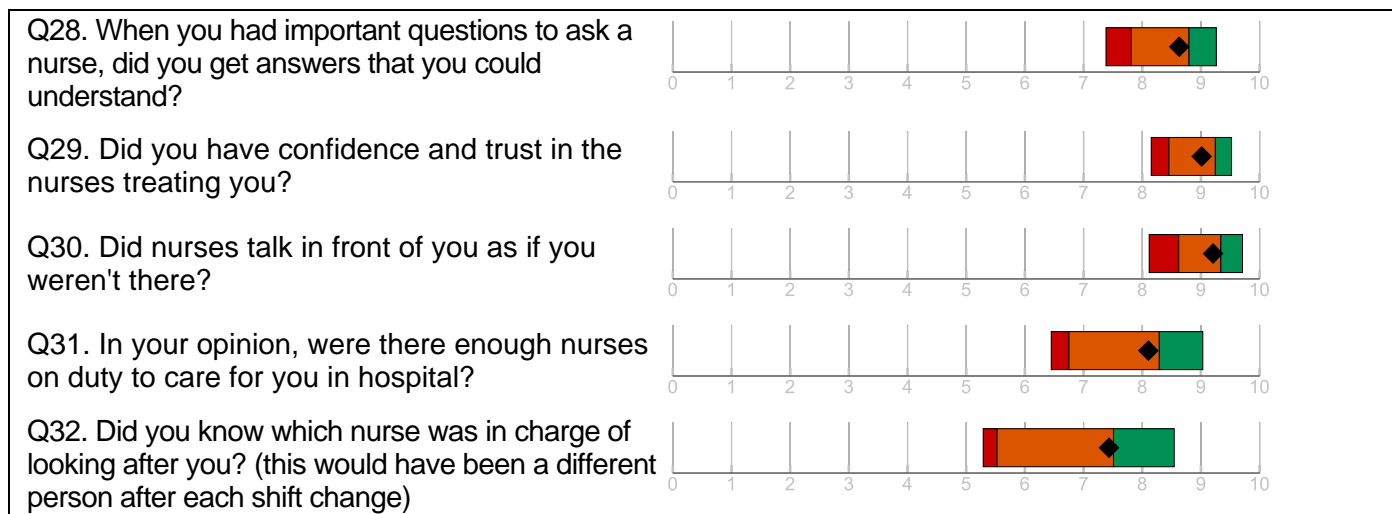 Q28. When you had important questions to ask a
nurse, did you get answers that you could
understand?
0 1 2 3 4 5 6 7 8 9 10
Q29. Did you have confidence and trust in the
nurses treating you?
0 1 2 3 4 5 6 7 8 9 10
Q30. Did nurses talk in front of you as if you
weren't there?
0 1 2 3 4 5 6 7 8 9 10
Q31. In your opinion, were there enough nurses
on duty to care for you in hospital?
0 1 2 3 4 5 6 7 8 9 10
Q32. Did you know which nurse was in charge of
looking after you? (this would have been a different
person after each shift change)
0 1 2 3 4 5 6 7 8 9 10